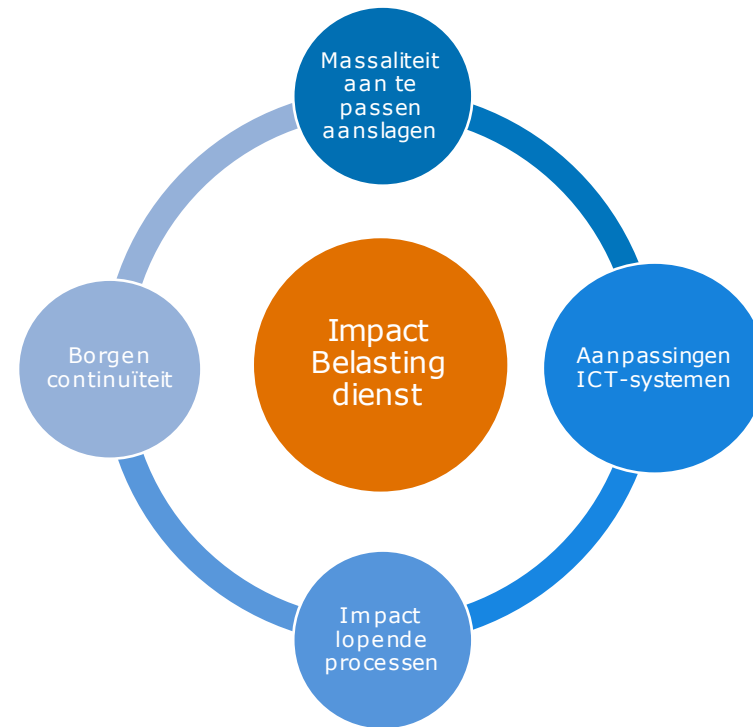 Massaliteit
aan te
passen
aanslagen
Impact
Belasting
dienst
Borgen
continuïteit
Aanpassingen
ICT-systemen
Impact
lopende
processen